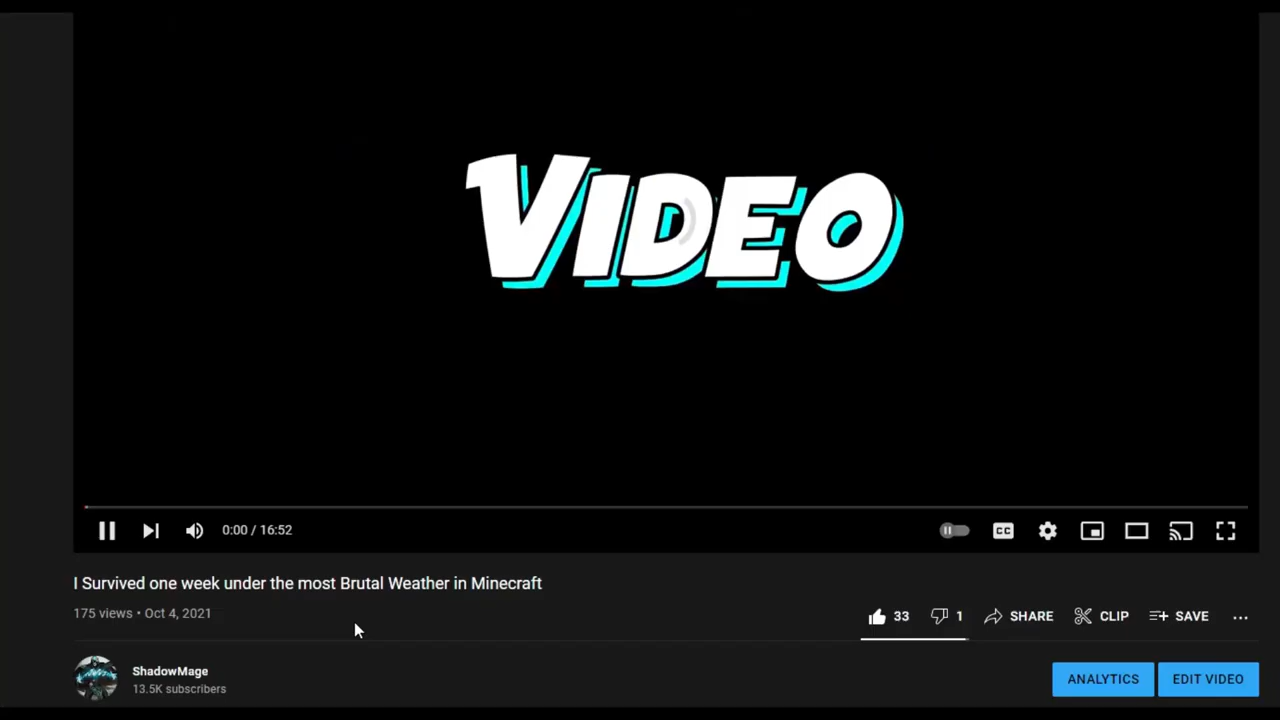 VIDEO
0:00 / 16:52
CC
I Survived one week under the most Brutal Weather in Minecraft
175 views • Oct 4, 2021
33
1
SHARE
CLIP
SAVE
ShadowMage
13.5K subscribers
ANALYTICS
EDIT VIDEO